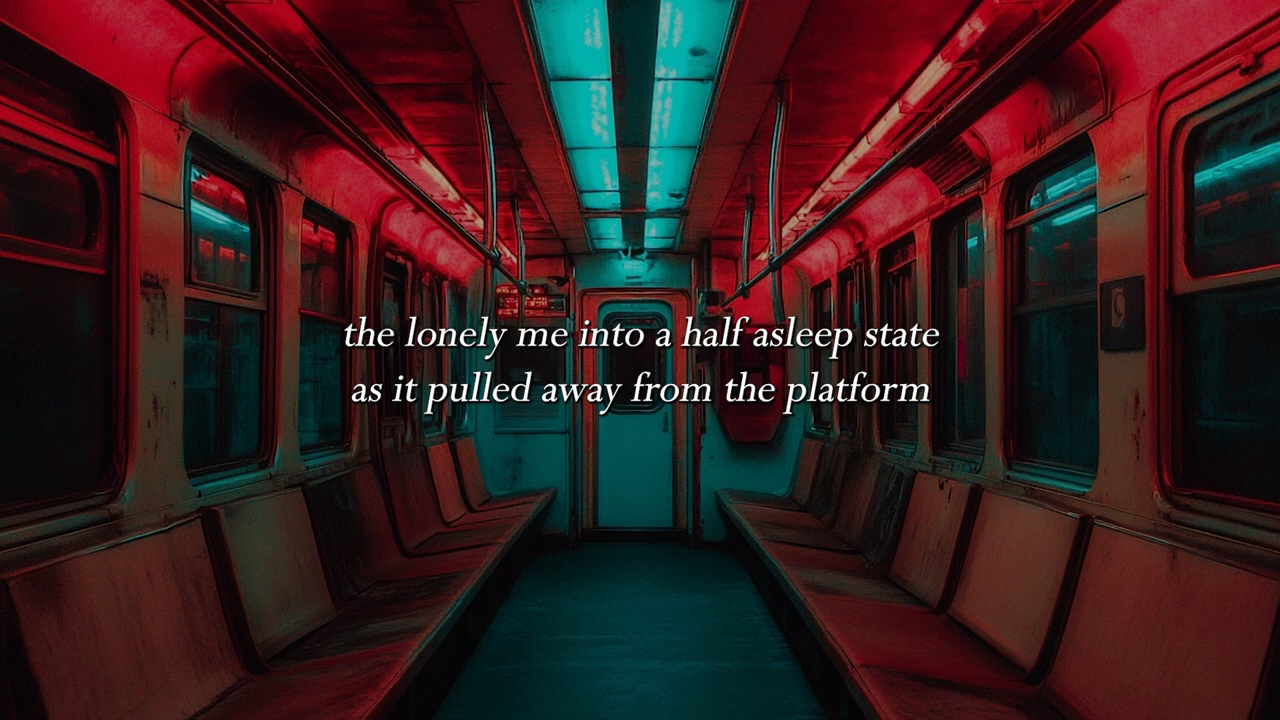 the lonely me into a half asleep state
as it pulled away from the platform